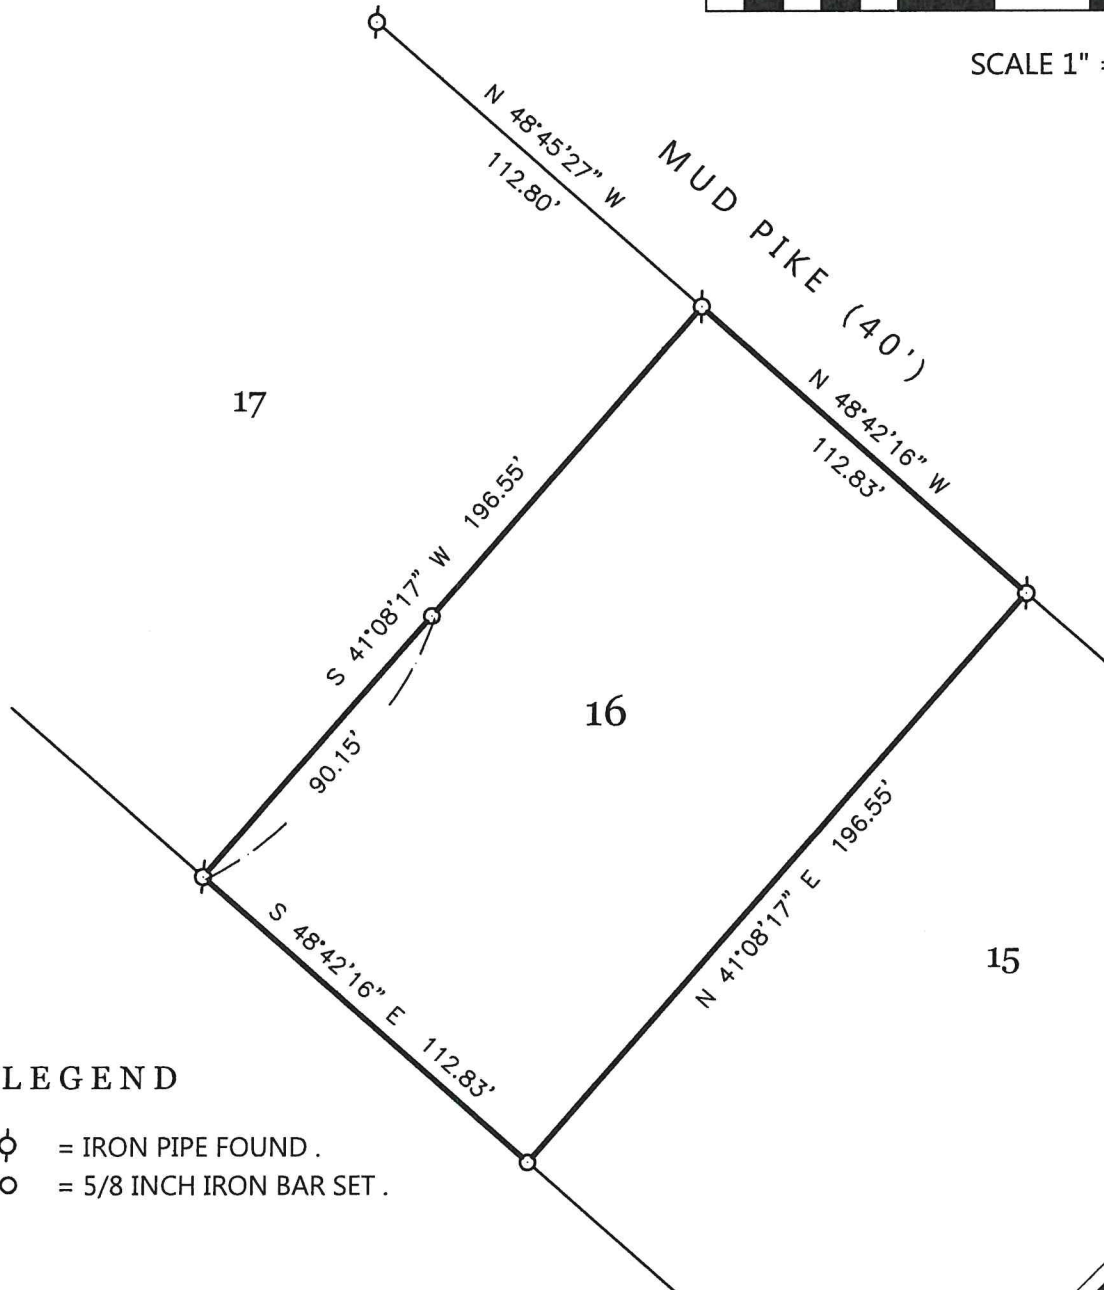 SCALE 1" =
N 48°45'27" W
112.80'
MUD PIKE (40')
N 48°42'16" W
112.83'
17
S 41°08'17" W 196.55'
16
90.15'
N 41°08'17" E 196.55'
15
S 48°42'16" E 112.83'
LEGEND
= IRON PIPE FOUND .
= 5/8 INCH IRON BAR SET .